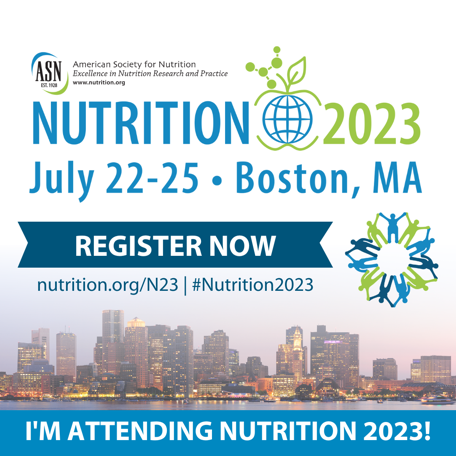 ASN
EST. 1928
American Society for Nutrition
Excellence in Nutrition Research and Practice
www.nutrition.org
NUTRITION 2023
July 22-25 • Boston, MA
REGISTER NOW
nutrition.org/N23 | #Nutrition2023
I'M ATTENDING NUTRITION 2023!